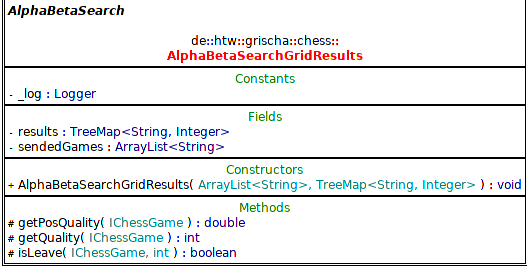 AlphaBetaSearch
de::htw::grischa::chess::
AlphaBetaSearchGridResults
Constants
- _log : Logger
Fields
- results : TreeMap<String, Integer>
- sendedGames : ArrayList<String>
Constructors
+ AlphaBetaSearchGridResults( ArrayList<String>, TreeMap<String, Integer> ) : void
Methods
# getPosQuality( IChessGame ) : double
# getQuality( IChessGame ) : int
# isLeave( IChessGame, int ) : boolean